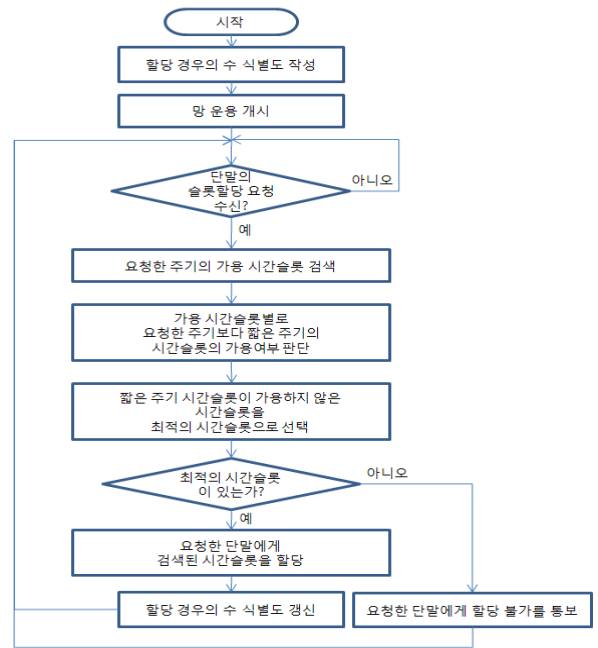 시작
할당 경우의 수 식별도 작성
망 운용 개시
단말의
슬롯할당 요청
수신?
아니오
예
요청한 주기의 가용 시간슬롯 검색
가용 시간슬롯별로
요청한 주기보다 짧은 주기의
시간슬롯의 가용여부 판단
짧은 주기 시간슬롯이 가용하지 않은
시간슬롯을
최적의 시간슬롯으로 선택
최적의 시간슬롯
이 있는가?
아니오
예
요청한 단말에게
검색된 시간슬롯을 할당
할당 경우의 수 식별도 갱신
요청한 단말에게 할당 불가를 통보